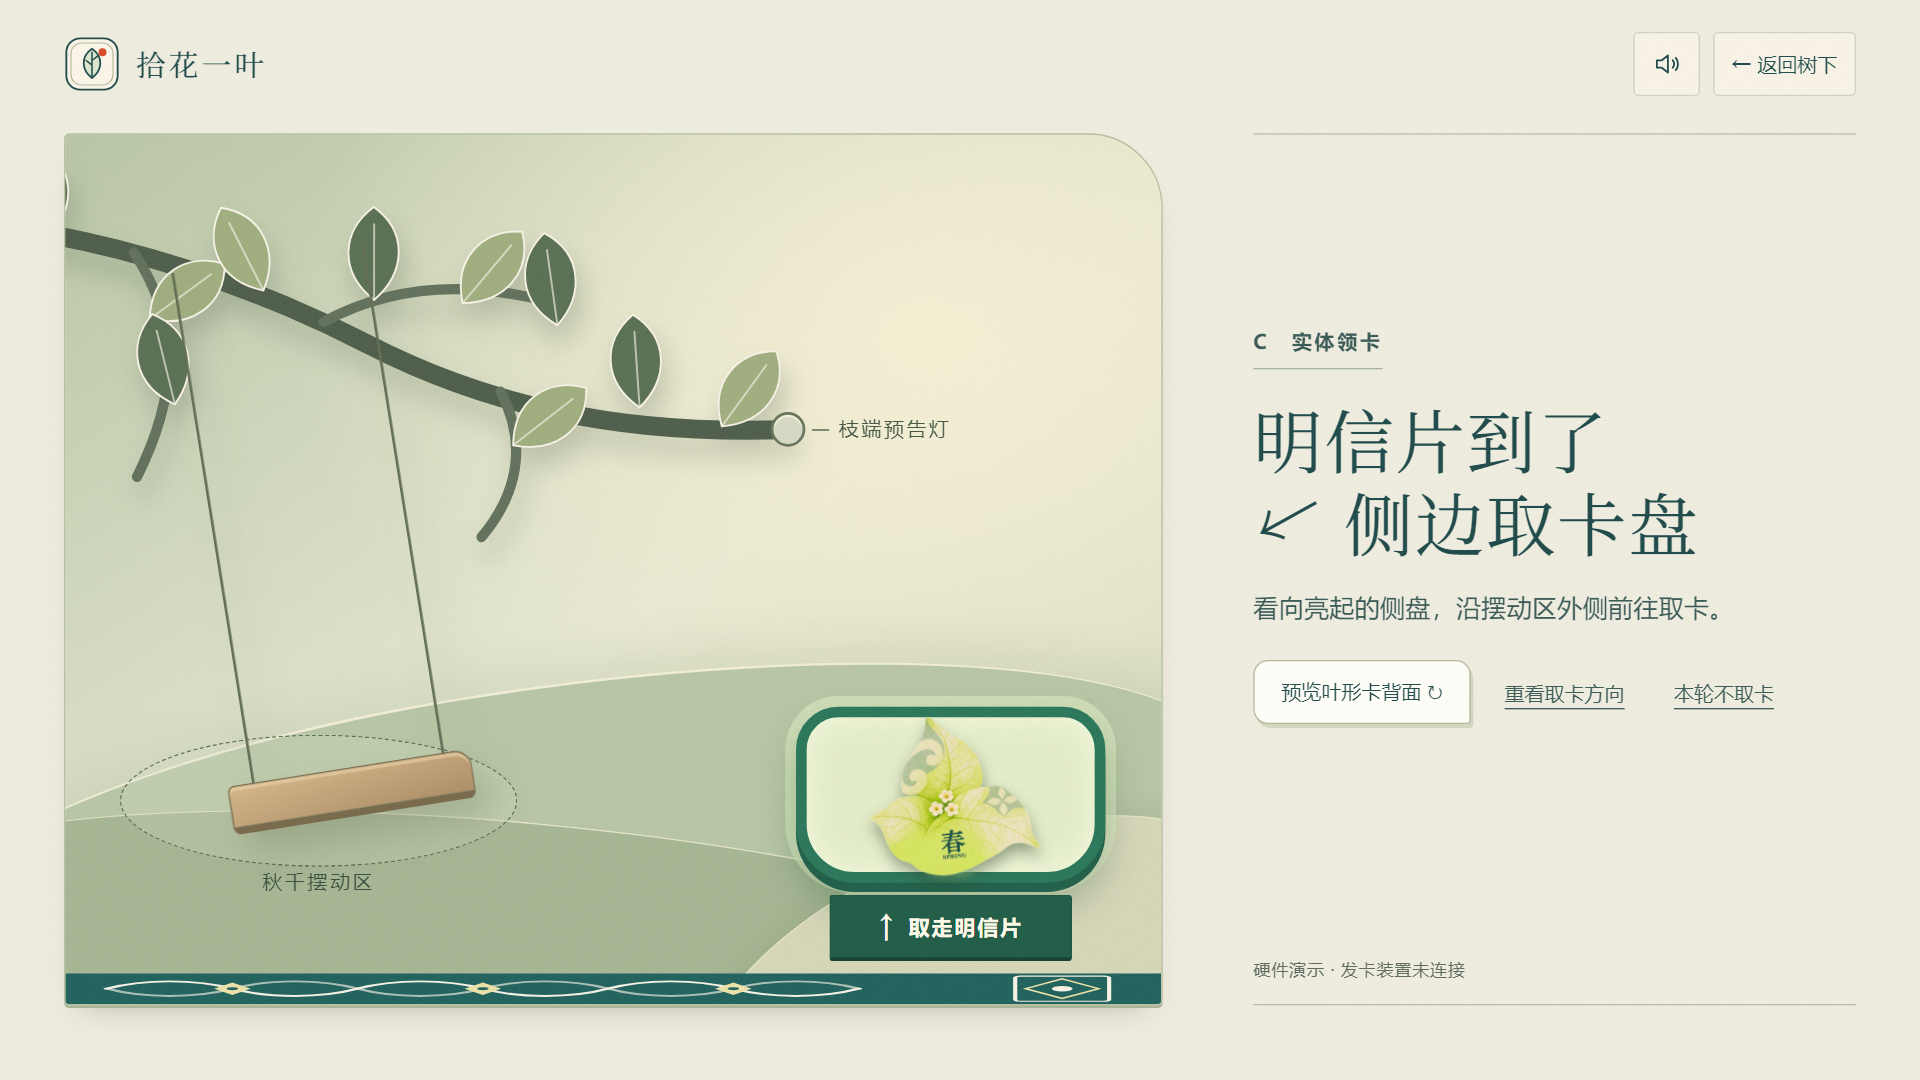 拾花一叶
← 返回树下
— 枝端预告灯
秋千摆动区
春
SPRING
↑ 取走明信片
C 实体领卡
明信片到了
↙ 侧边取卡盘
看向亮起的侧盘，沿摆动区外侧前往取卡。
预览叶形卡背面 ↻
重看取卡方向
本轮不取卡
硬件演示 · 发卡装置未连接